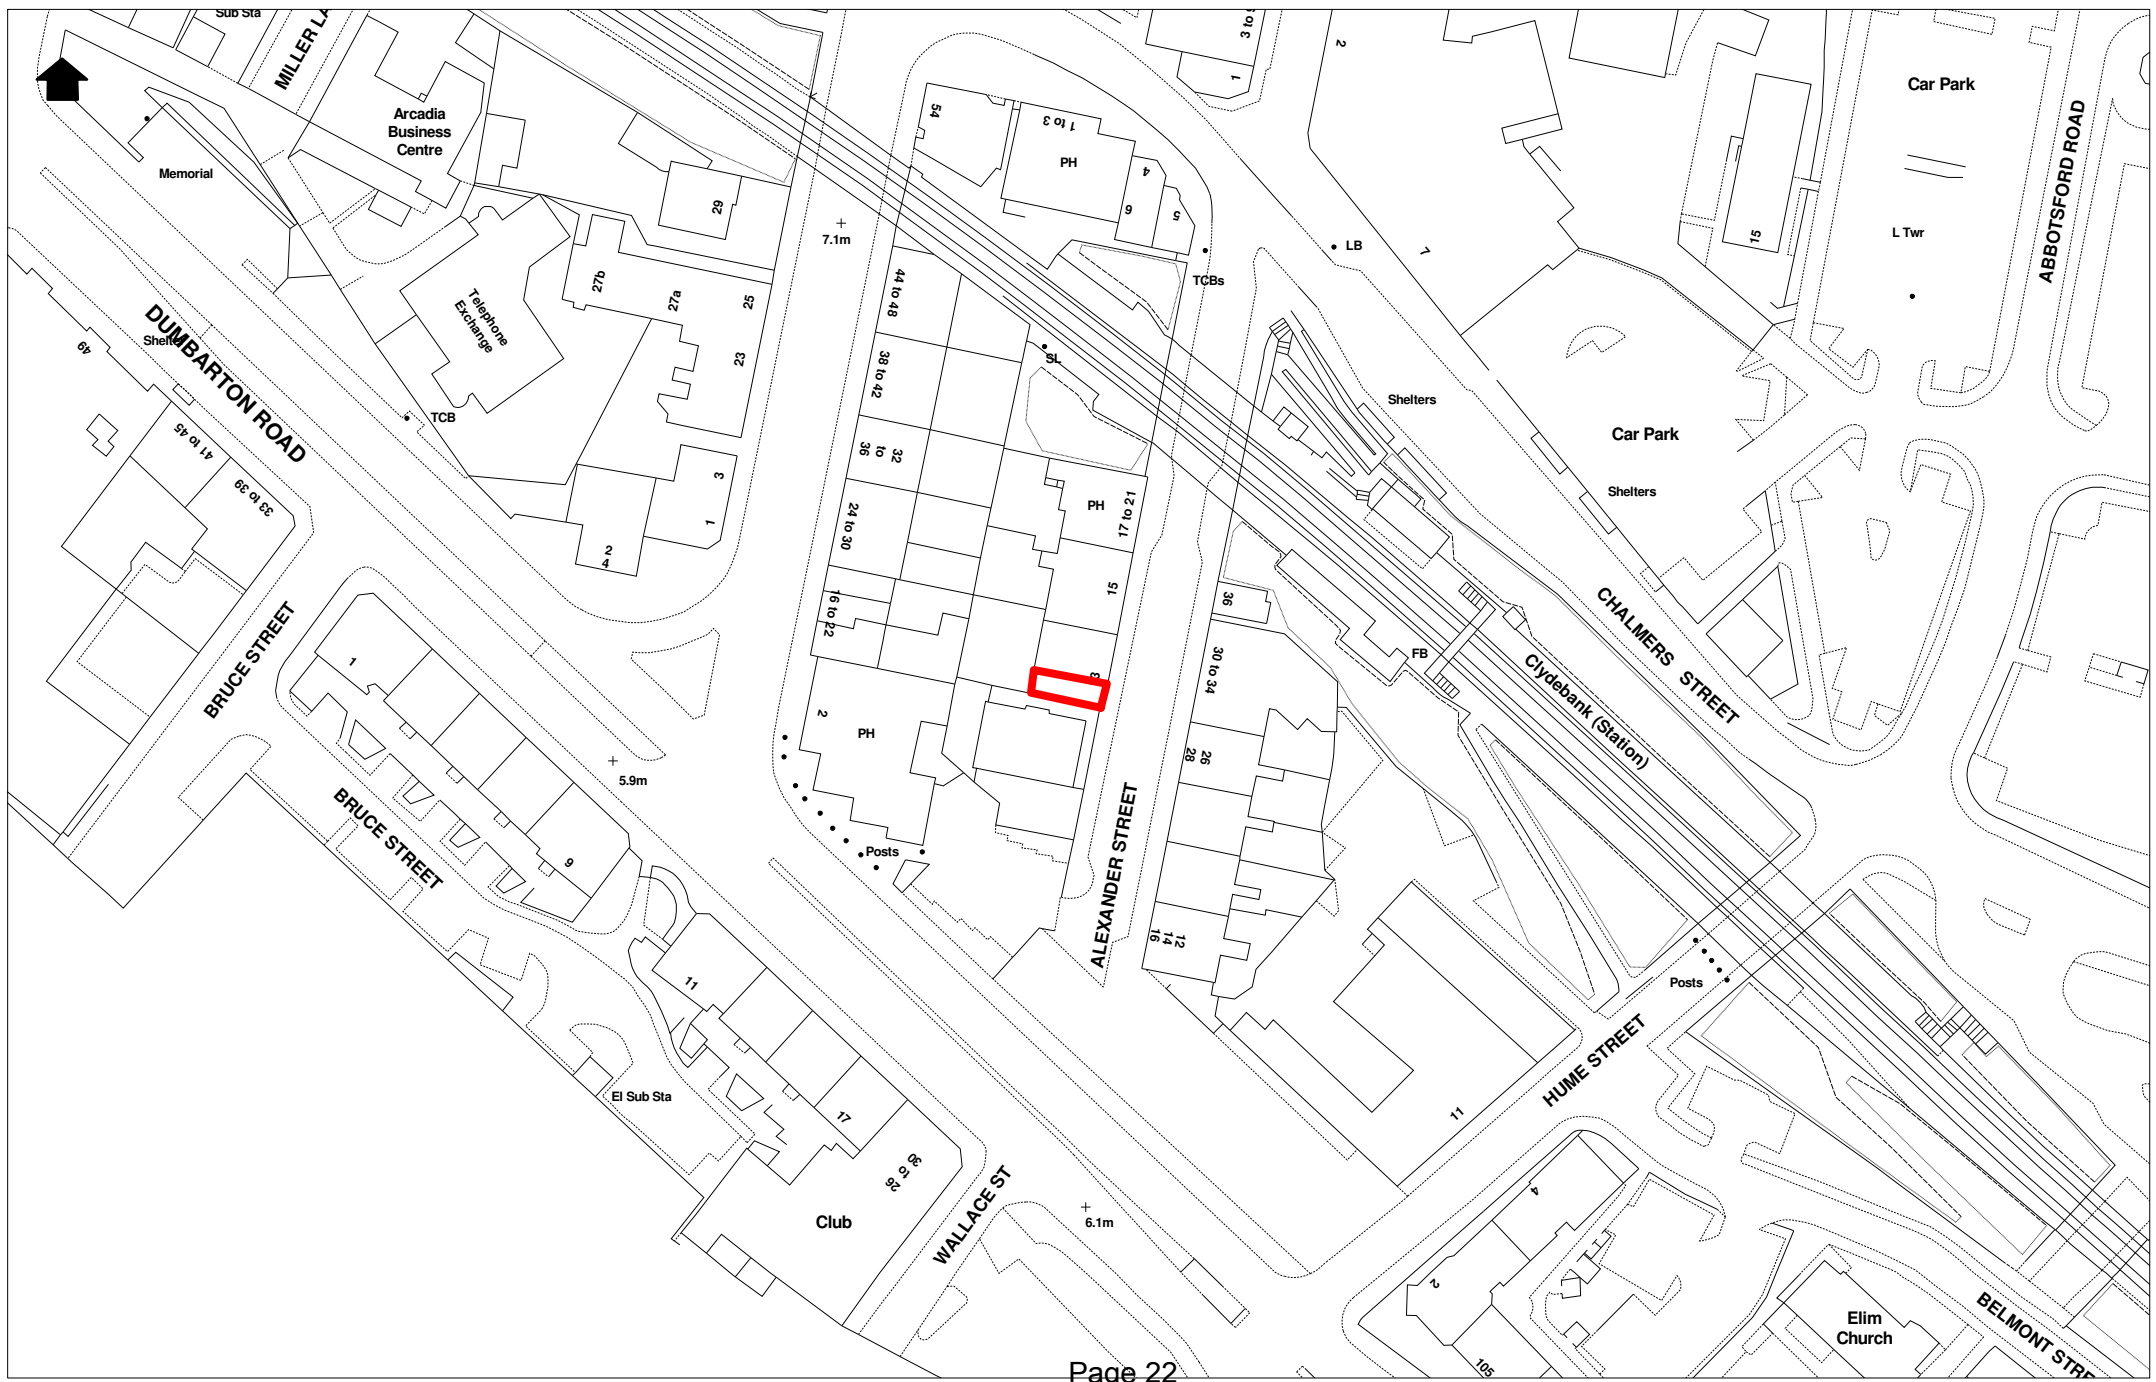 Sub Sta
MILLER LA
Arcadia
Business
Centre
Memorial
29
7.1m
54
1 to 3
PH
4
6
5
3 to 9
1
2
7
LB
TCBs
15
Car Park
L Twr
ABBOTSFORD ROAD
DUMBARTON ROAD
Shelter
49
Telephone
Exchange
27b
27a
25
23
TCB
41 to 45
33 to 39
3
1
2
4
44 to 48
38 to 42
32
to
36
24 to 30
16 to 22
SL
PH
17 to 21
15
3
36
30 to 34
26
28
12
14
16
Shelters
Car Park
Shelters
FB
Clydebank (Station)
CHALMERS STREET
BRUCE STREET
1
BRUCE STREET
9
5.9m
2
PH
Posts
ALEXANDER STREET
11
17
El Sub Sta
30
to
26
Club
WALLACE ST
6.1m
11
HUME STREET
Posts
4
2
105
Elim
Church
BELMONT STRE
Page 22